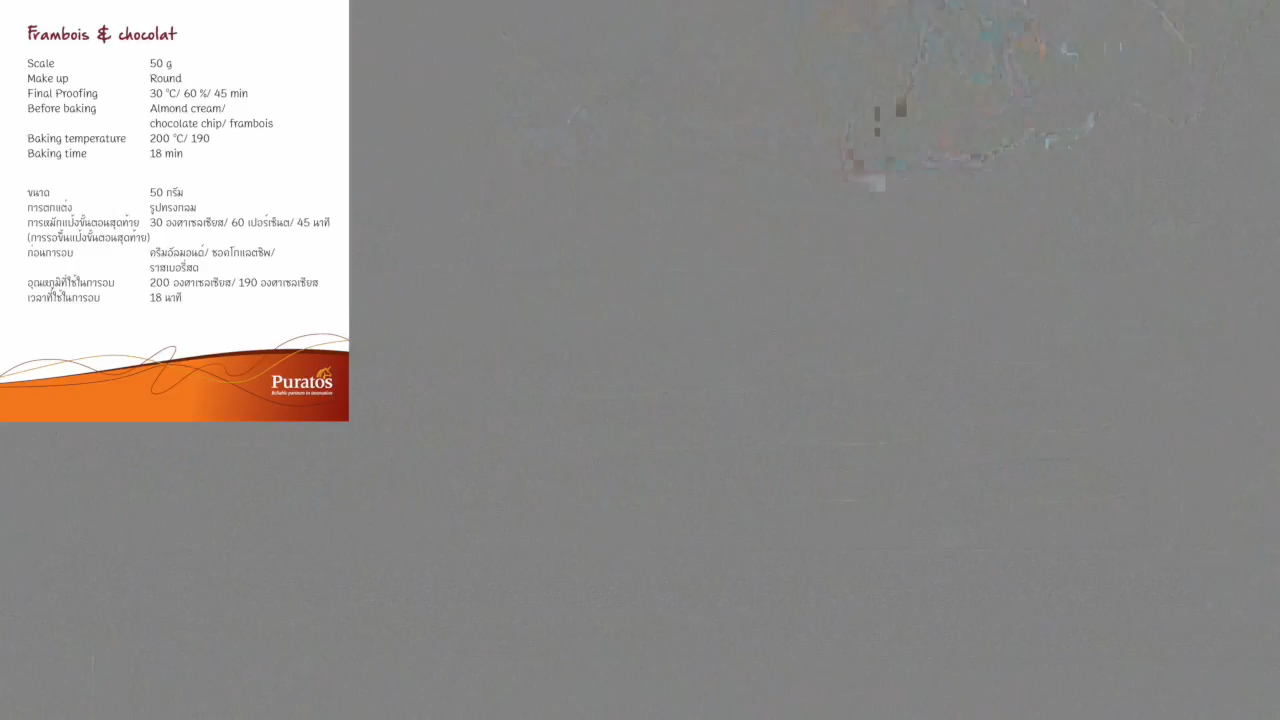 Frambois & chocolat
Scale 50 g
Make up Round
Final Proofing 30 °C/ 60 %/ 45 min
Before baking Almond cream/
chocolate chip/ frambois
Baking temperature 200 °C/ 190
Baking time 18 min
ขนาด 50 กรัม
การตกแต่ง รูปทรงกลม
การหมักแป้งขั้นตอนสุดท้าย 30 องศาเซลเซียส/ 60 เปอร์เซ็นต/ 45 นาที
(การรอขึ้นแป้งขั้นตอนสุดท้าย)
ก่อนการอบ ครีมอัลมอนด์/ ชอคโกแลตชิพ/
ราสเบอรี่สด
อุณหภูมิที่ใช้ในการอบ 200 องศาเซลเซียส/ 190 องศาเซลเซียส
เวลาที่ใช้ในการอบ 18 นาที
Puratos
Reliable partners in innovation